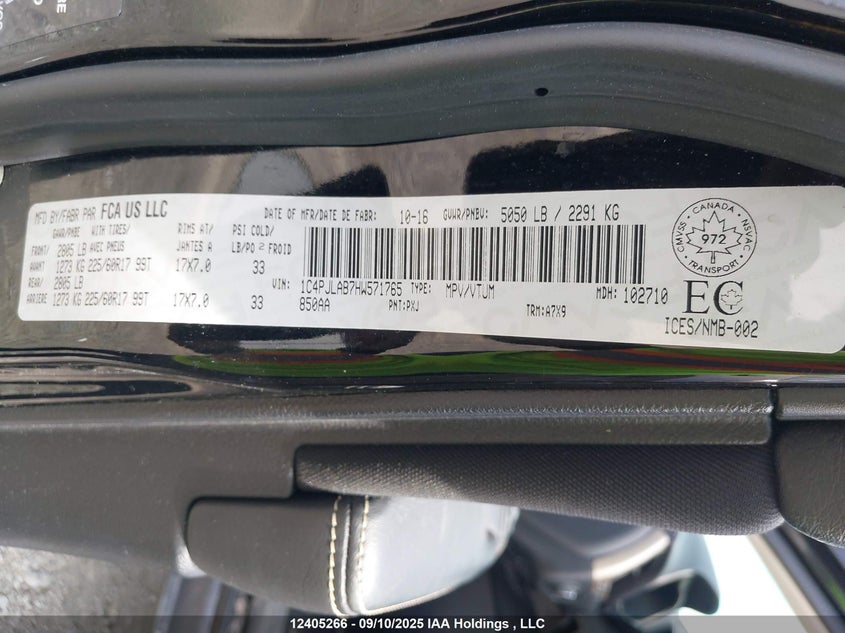 MFD BY/FABR PAR FCA US LLC
DATE OF MFR/DATE DE FABR: 10-16 GVWR/PNBV: 5050 LB / 2291 KG
GAWR/PNBE WITH TIRES/ RIMS AT/ PSI COLD/
FRONT/ 2805 LB AVEC PNEUS JANTES A LB/PO² FROID
AVANT 1273 KG 225/60R17 99T 17X7.0 33
REAR/ 2805 LB
ARRIERE 1273 KG 225/60R17 99T 17X7.0 33
VIN: 1C4PJLAB7HW571765 TYPE: MPV/VTUM MDH: 102710
850AA PNT: PXJ TRM: A7X9
CANADA
CMVSS 972 NSVAC
TRANSPORT
EC
ICES/NMB-002
12405266 - 09/10/2025 IAA Holdings , LLC